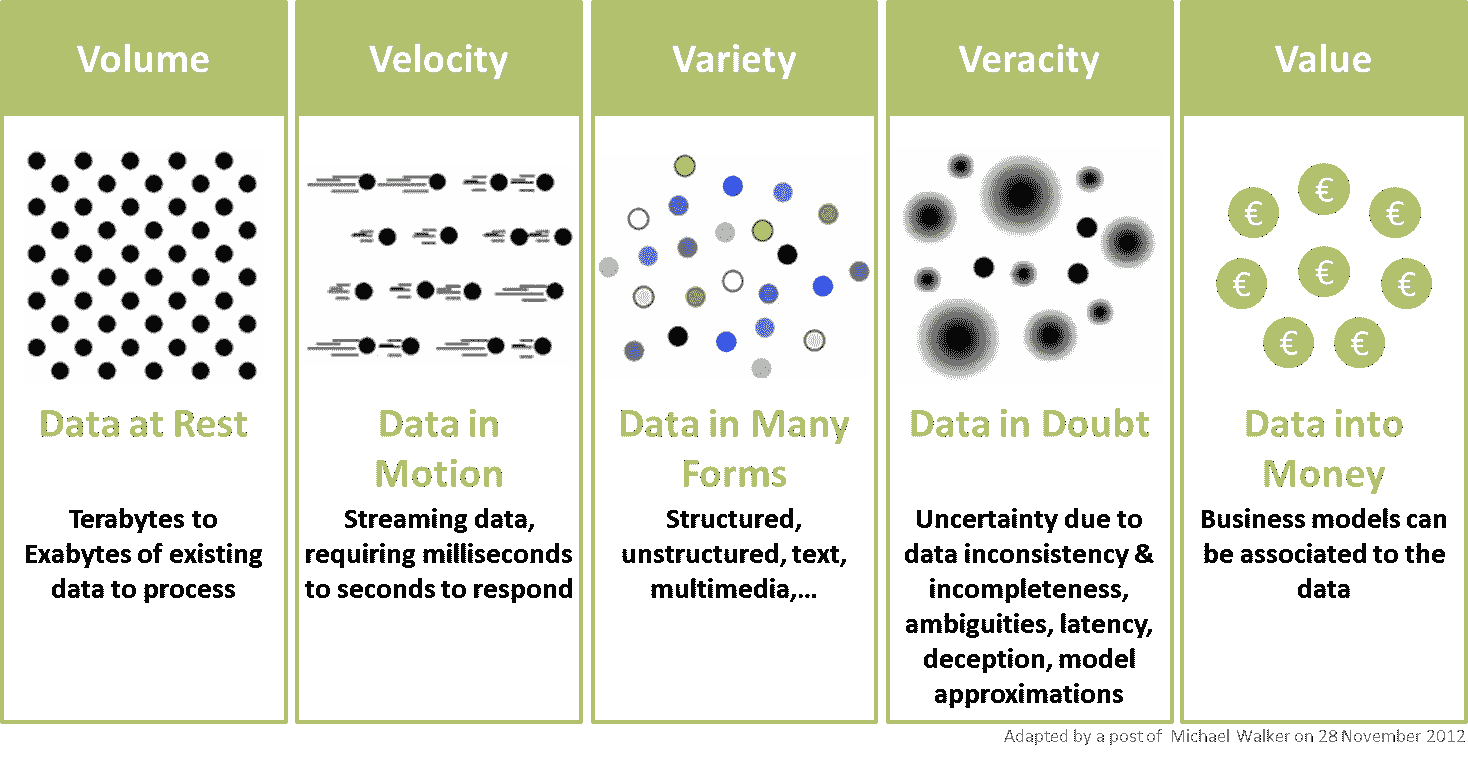 Volume
Velocity
Variety
Veracity
Value
€
€
€
€
€
€
€
€
Data at Rest
Terabytes to
Exabytes of existing
data to process
Data in
Motion
Streaming data,
requiring milliseconds
to seconds to respond
Data in Many
Forms
Structured,
unstructured, text,
multimedia,...
Data in Doubt
Uncertainty due to
data inconsistency &
incompleteness,
ambiguities, latency,
deception, model
approximations
Data into
Money
Business models can
be associated to the
data
Adapted by a post of Michael Walker on 28 November 2012